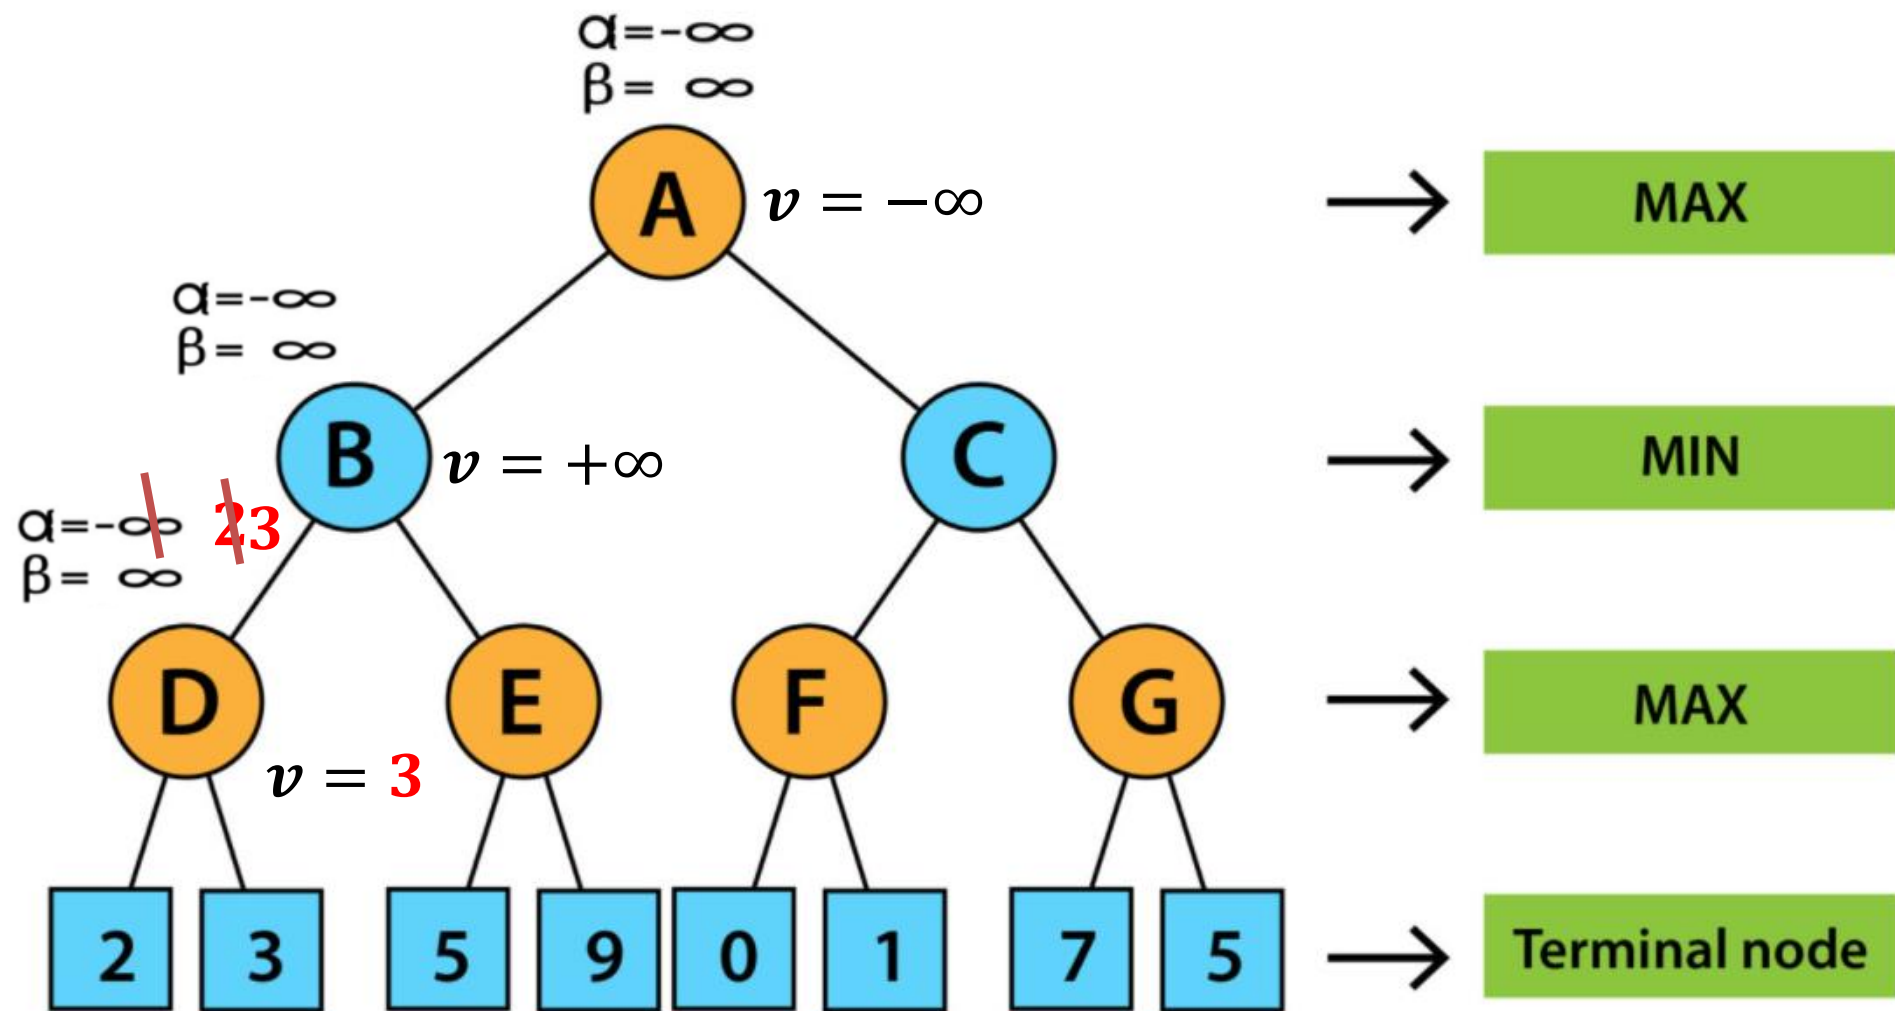 α=-∞
β= ∞
A
v = −∞
MAX
α=-∞
β= ∞
B
v = +∞
C
MIN
α=-∞ 23
β= ∞
D
E
F
G
MAX
v = 3
2
3
5
9
0
1
7
5
Terminal node